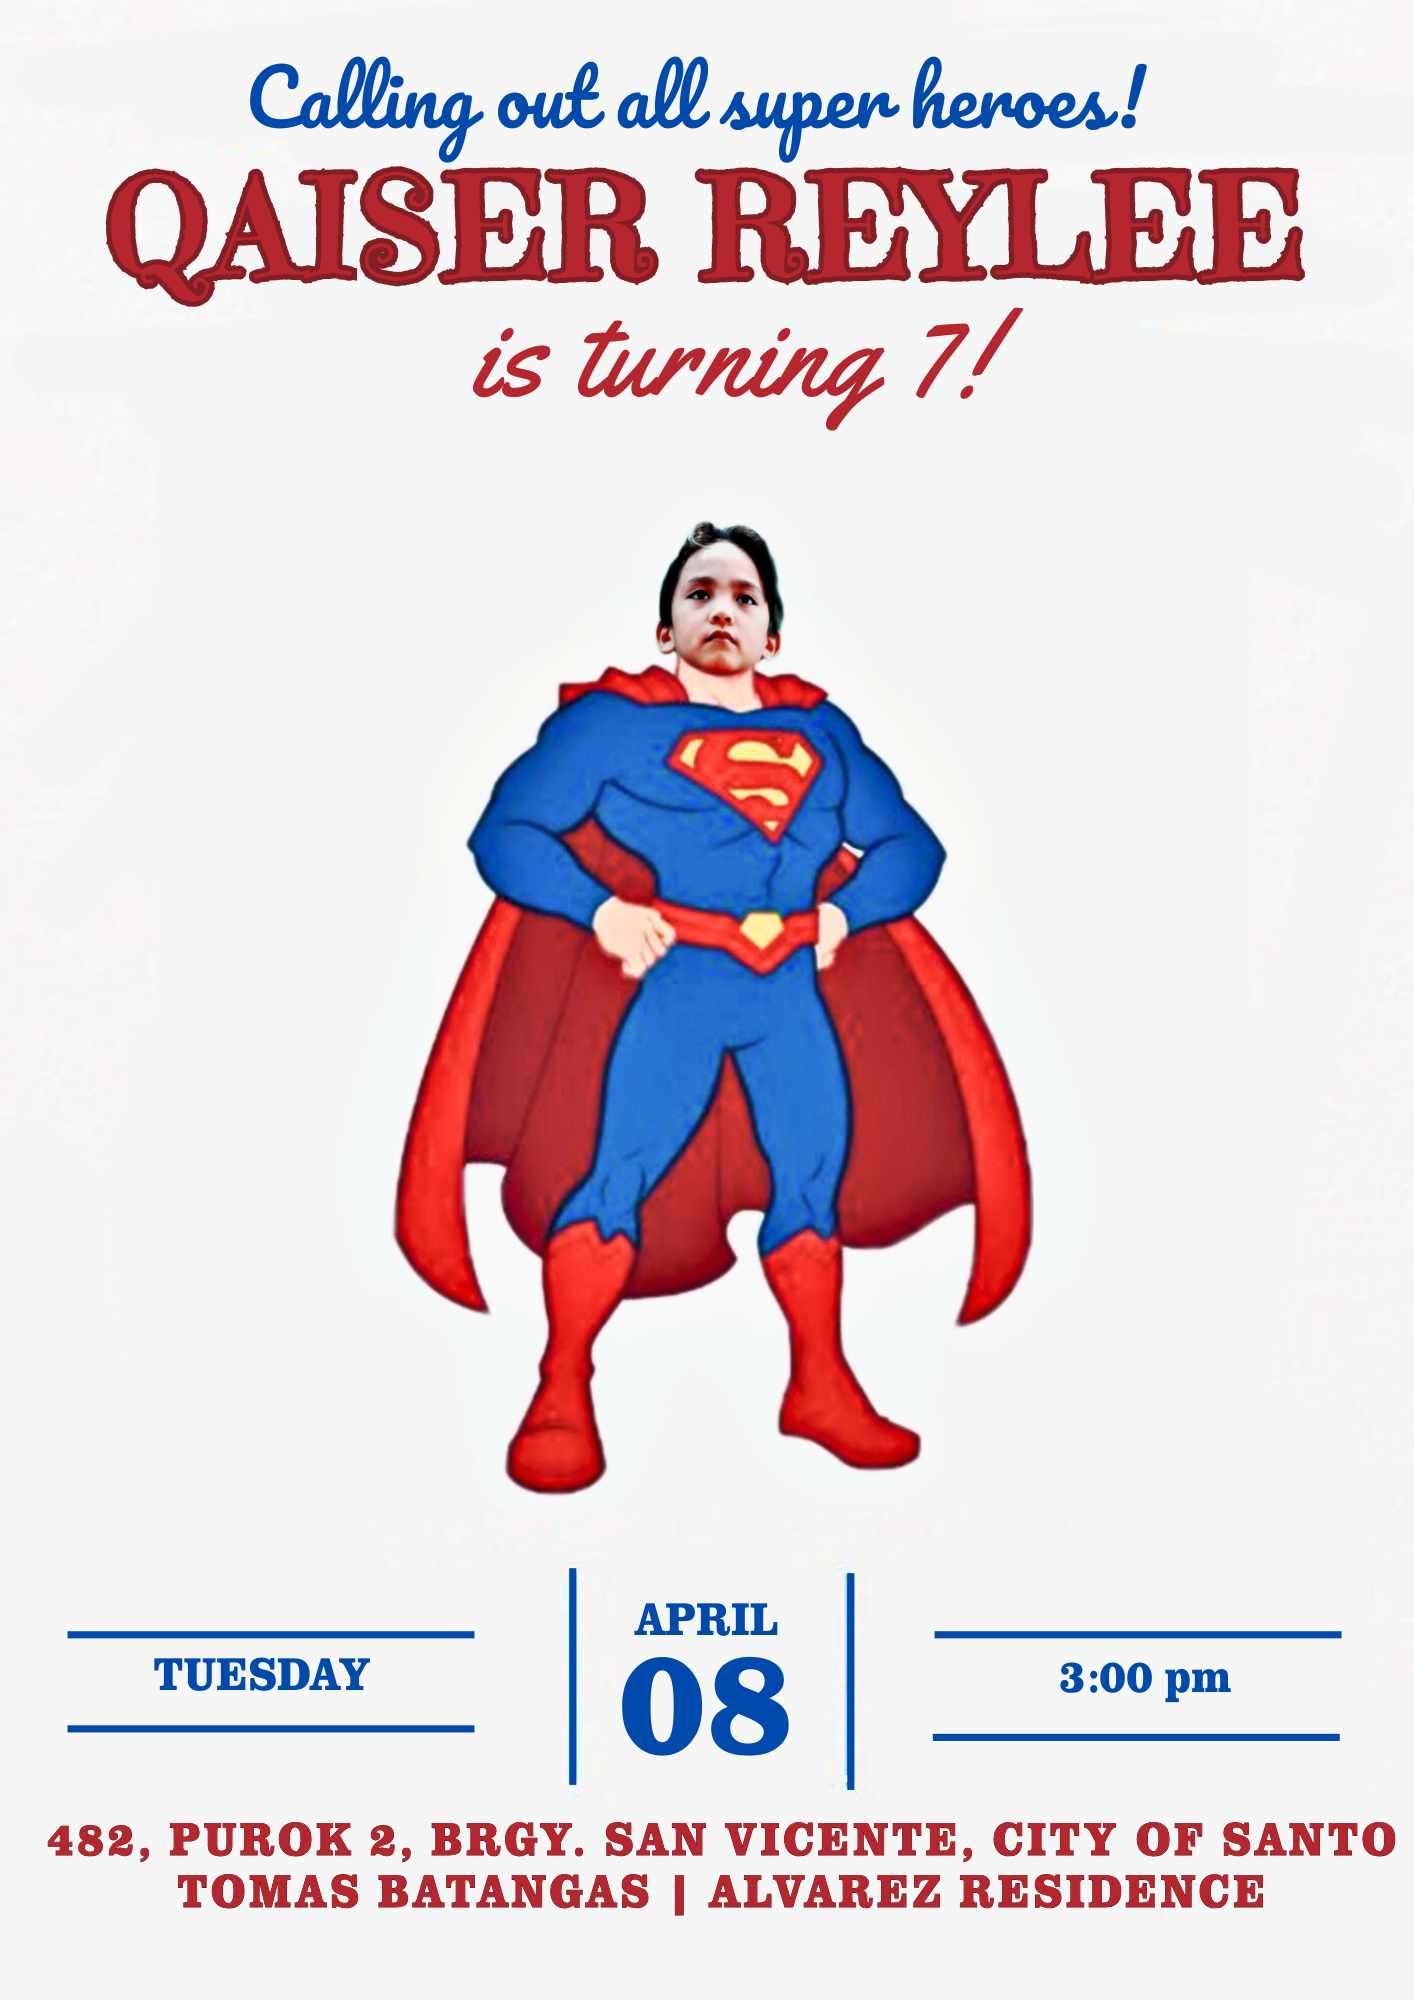 Calling out all super heroes!
QAISER REYLEE
is turning 7!
S
APRIL
TUESDAY
08
3:00 pm
482, PUROK 2, BRGY. SAN VICENTE, CITY OF SANTO
TOMAS BATANGAS | ALVAREZ RESIDENCE